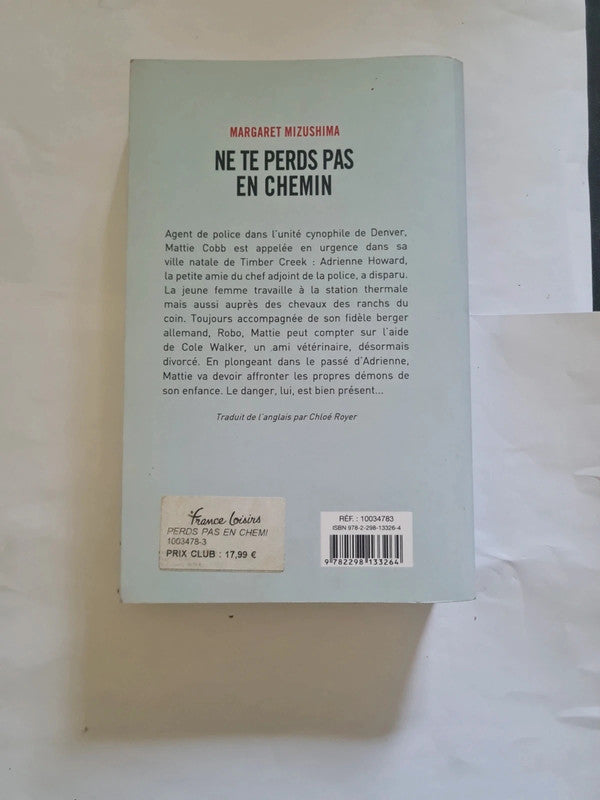 MARGARET MIZUSHIMA
NE TE PERDS PAS
EN CHEMIN
Agent de police dans l'unité cynophile de Denver,
Mattie Cobb est appelée en urgence dans sa
ville natale de Timber Creek : Adrienne Howard,
la petite amie du chef adjoint de la police, a disparu.
La jeune femme travaille à la station thermale
mais aussi auprès des chevaux des ranchs du
coin. Toujours accompagnée de son fidèle berger
allemand, Robo, Mattie peut compter sur l'aide
de Cole Walker, un ami vétérinaire, désormais
divorcé. En plongeant dans le passé d'Adrienne,
Mattie va devoir affronter les propres démons de
son enfance. Le danger, lui, est bien présent...
Traduit de l'anglais par Chloé Royer
France Loisirs
PERDS PAS EN CHEMI
1003478-3
PRIX CLUB : 17,99 €
RÉF. : 10034783
ISBN 978-2-298-13326-4
9 782298 133264